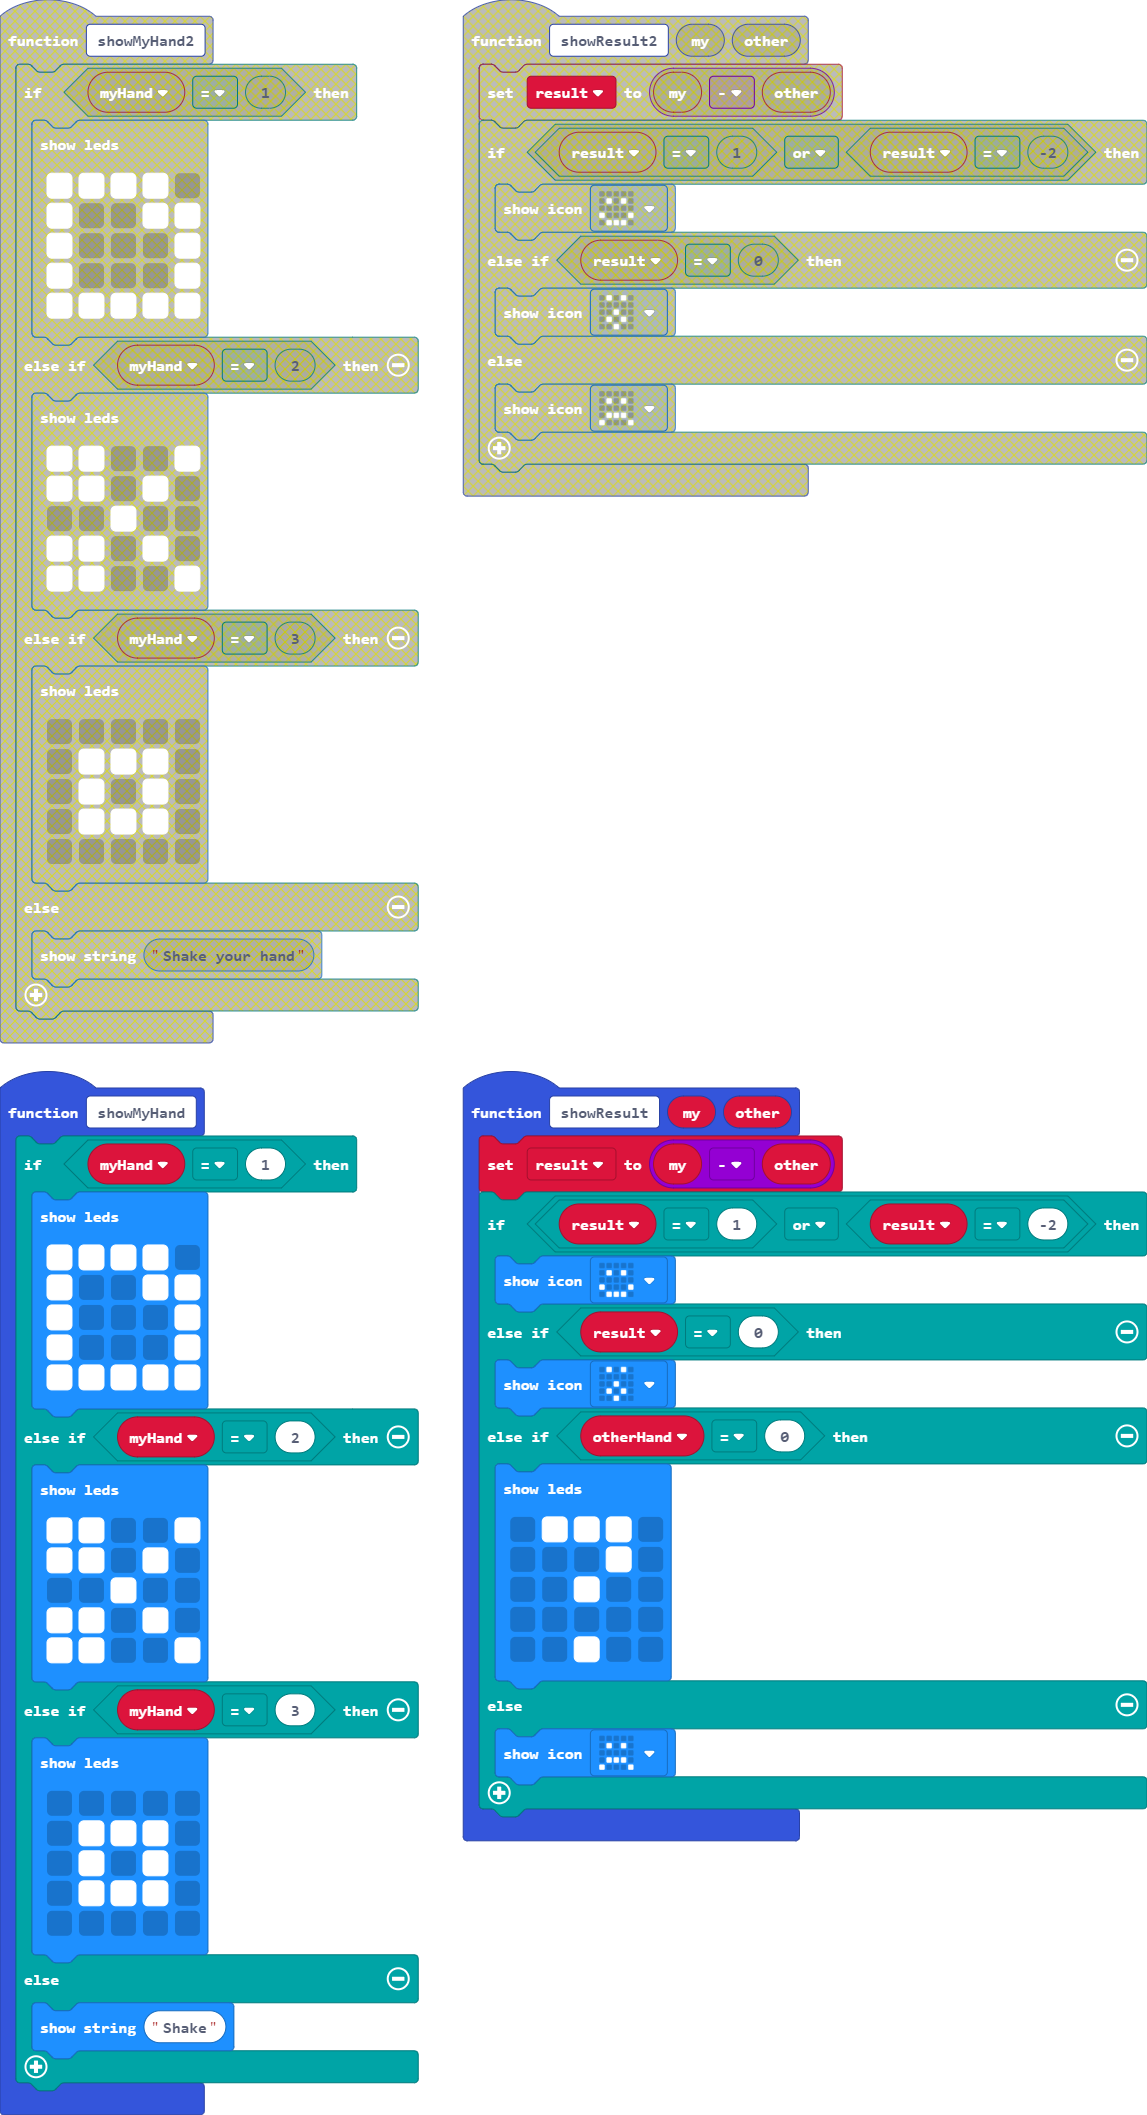 function showMyHand2
if myHand = 1 then
show leds
else if myHand = 2 then
show leds
else if myHand = 3 then
show leds
else
show string "Shake your hand"
function showResult2 my other
set result to my - other
if result = 1 or result = -2 then
show icon
else if result = 0 then
show icon
else
show icon
function showMyHand
if myHand = 1 then
show leds
else if myHand = 2 then
show leds
else if myHand = 3 then
show leds
else
show string "Shake"
function showResult my other
set result to my - other
if result = 1 or result = -2 then
show icon
else if result = 0 then
show icon
else if otherHand = 0 then
show leds
else
show icon